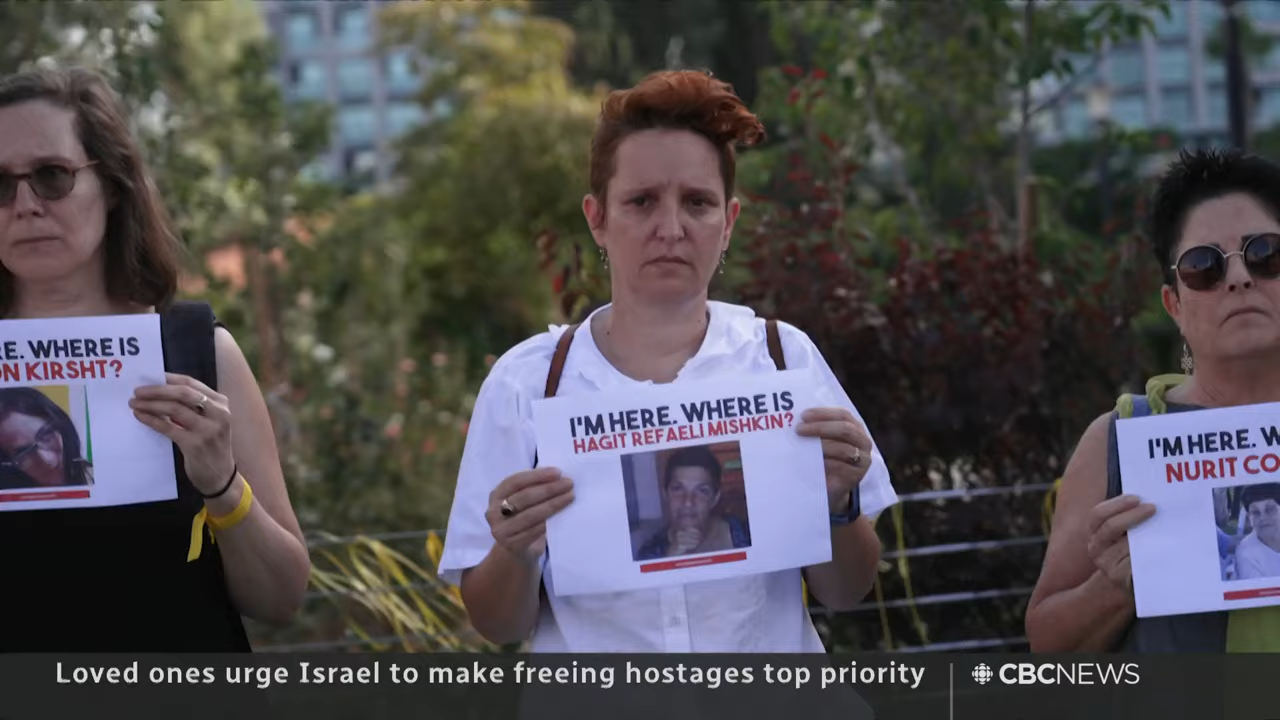 RE. WHERE IS
ON KIRSHT?
I'M HERE. WHERE IS
HAGIT REFAELI MISHKIN?
I'M HERE. W
NURIT CO
Loved ones urge Israel to make freeing hostages top priority
CBCNEWS